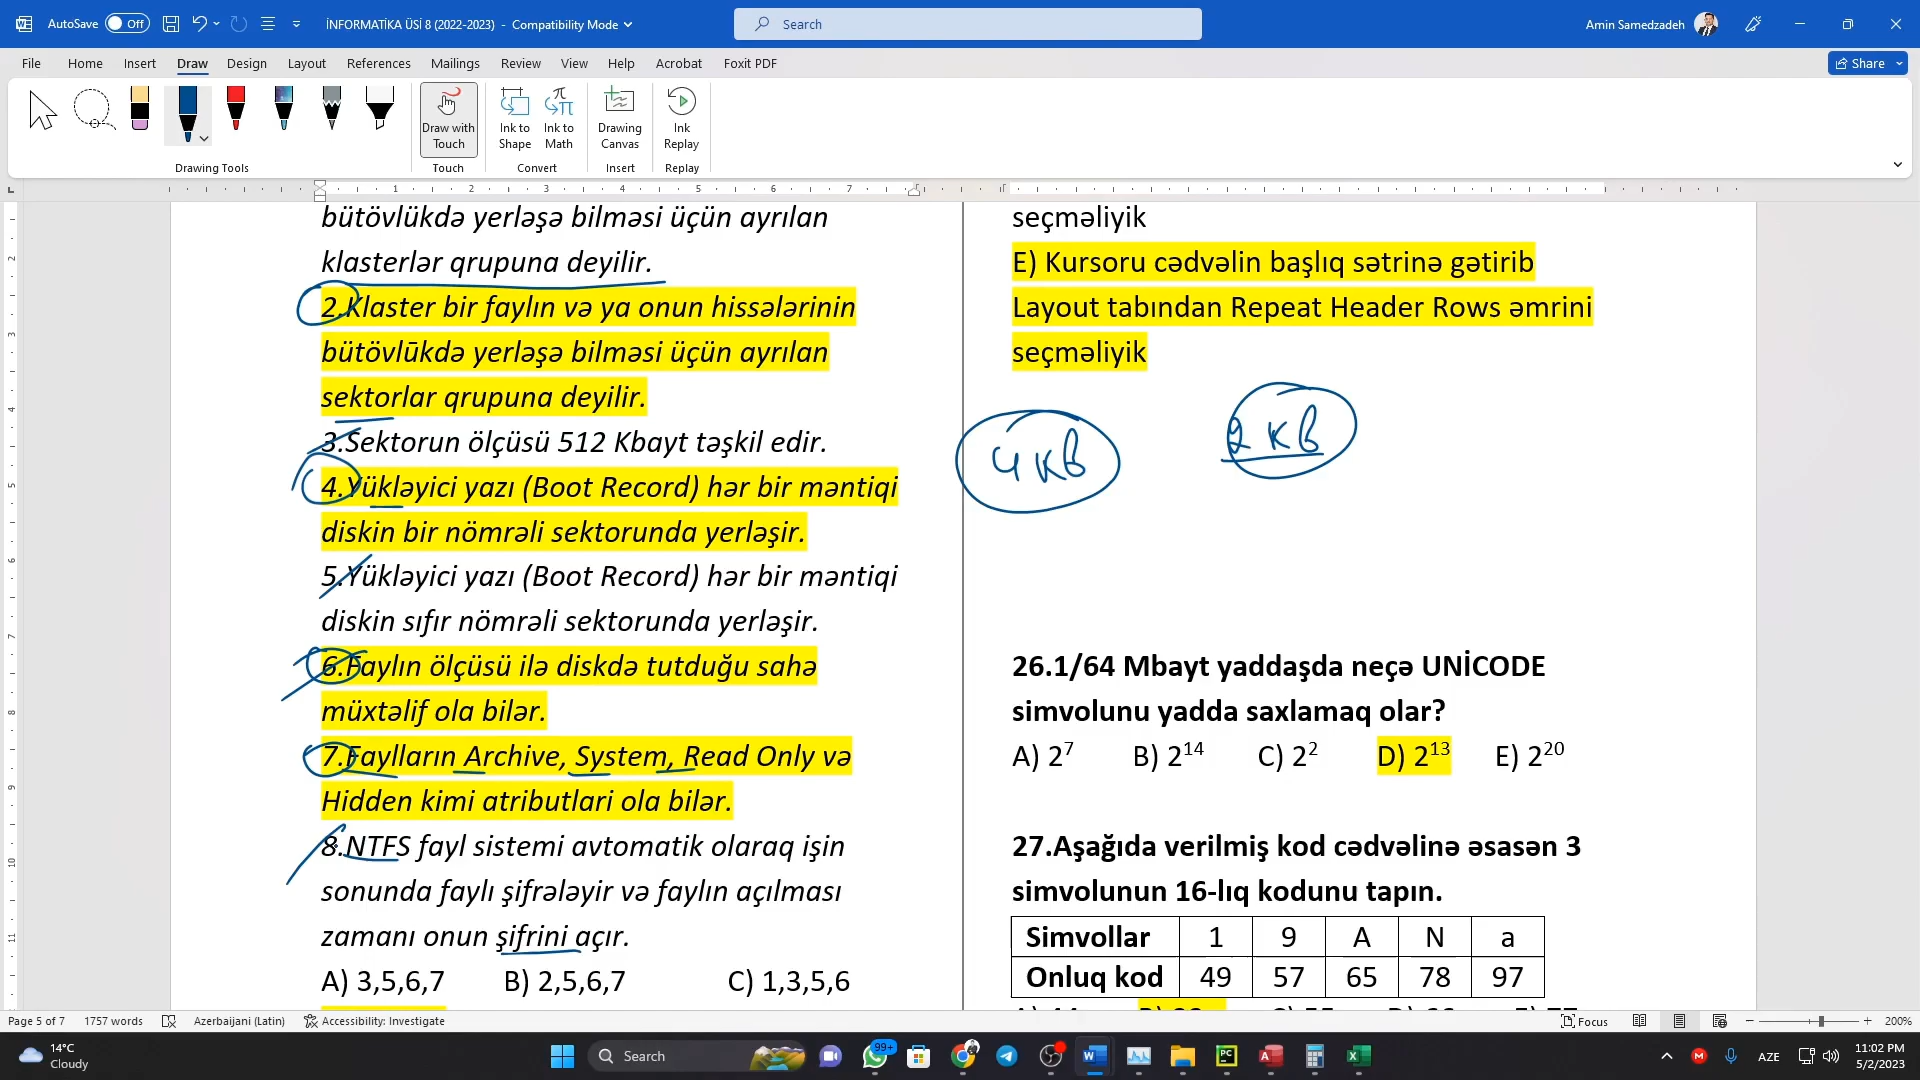 AutoSave Off İNFORMATİKA ÜSİ 8 (2022-2023) - Compatibility Mode Search Amin Samedzadeh
File Home Insert Draw Design Layout References Mailings Review View Help Acrobat Foxit PDF Share
Draw with Touch
Ink to Shape
Ink to Math
Drawing Canvas
Ink Replay
Drawing Tools Touch Convert Insert Replay
1 2 3 4 5 6 7
bütövlükdə yerləşə bilməsi üçün ayrılan
klasterlər qrupuna deyilir.
2.Klaster bir faylın və ya onun hissələrinin
bütövlūkdə yerləşə bilməsi üçün ayrılan
sektorlar qrupuna deyilir.
3.Sektorun ölçüsü 512 Kbayt təşkil edir.
4.Yükləyici yazı (Boot Record) hər bir məntiqi
diskin bir nömrəli sektorunda yerləşir.
5.Yükləyici yazı (Boot Record) hər bir məntiqi
diskin sıfır nömrəli sektorunda yerləşir.
6.Faylın ölçüsü ilə diskdə tutduğu sahə
müxtəlif ola bilər.
7.Faylların Archive, System, Read Only və
Hidden kimi atributlari ola bilər.
8.NTFS fayl sistemi avtomatik olaraq işin
sonunda faylı şifrələyir və faylın açılması
zamanı onun şifrini açır.
A) 3,5,6,7 B) 2,5,6,7 C) 1,3,5,6
seçməliyik
E) Kursoru cədvəlin başlıq sətrinə gətirib
Layout tabından Repeat Header Rows əmrini
seçməliyik
4 KB 2 KB
26.1/64 Mbayt yaddaşda neçə UNİCODE
simvolunu yadda saxlamaq olar?
A) 2⁷ B) 2¹⁴ C) 2² D) 2¹³ E) 2²⁰
27.Aşağıda verilmiş kod cədvəlinə əsasən 3
simvolunun 16-lıq kodunu tapın.
Simvollar 1 9 A N a
Onluq kod 49 57 65 78 97
Page 5 of 7 1757 words Azerbaijani (Latin) Accessibility: Investigate Focus 200%
14°C
Cloudy
Search 99+ AZE
11:02 PM
5/2/2023